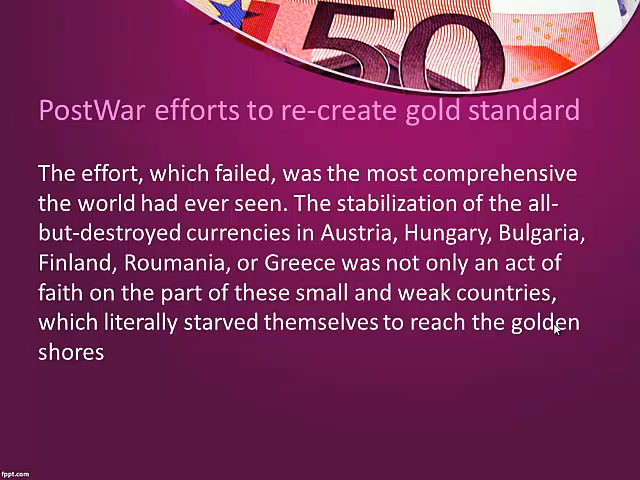 50
PostWar efforts to re-create gold standard
The effort, which failed, was the most comprehensive
the world had ever seen. The stabilization of the all-
but-destroyed currencies in Austria, Hungary, Bulgaria,
Finland, Roumania, or Greece was not only an act of
faith on the part of these small and weak countries,
which literally starved themselves to reach the golden
shores
fppt.com